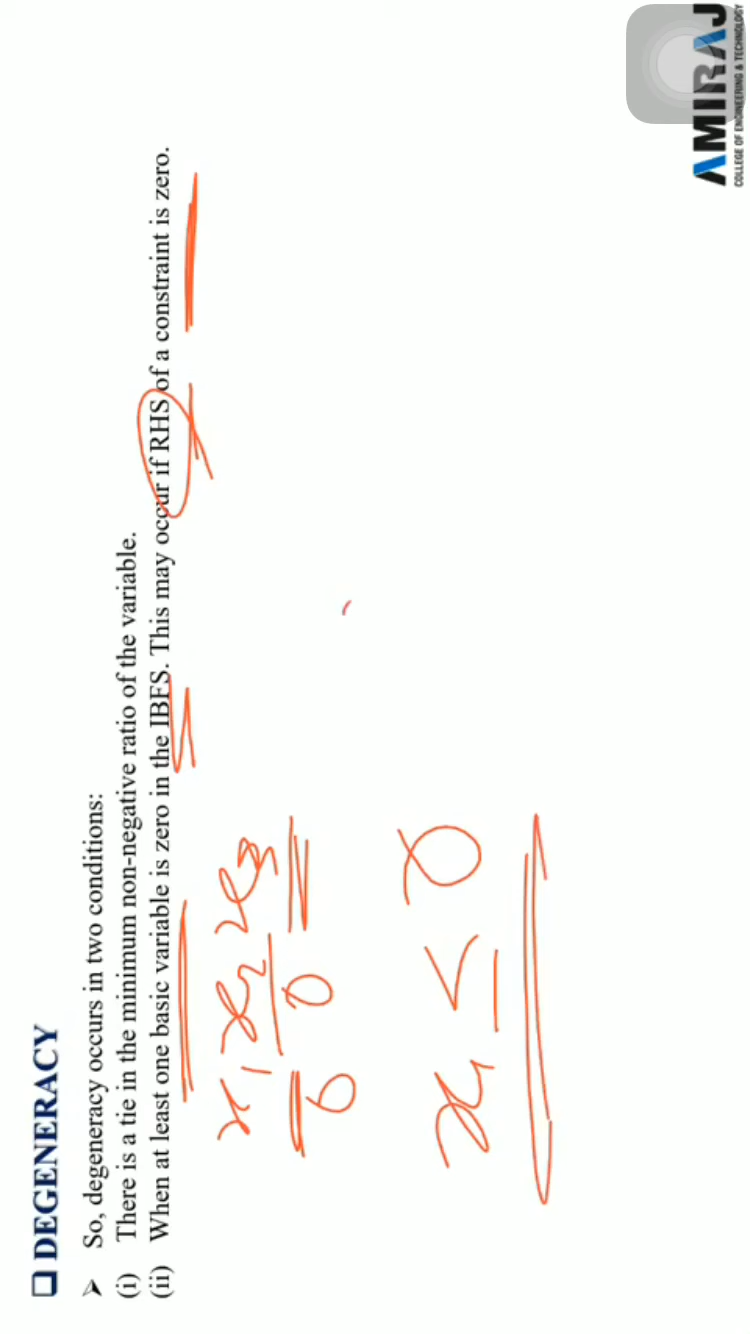 DEGENERACY
➢ So, degeneracy occurs in two conditions:
(i) There is a tie in the minimum non-negative ratio of the variable.
(ii) When at least one basic variable is zero in the IBFS. This may occur if RHS of a constraint is zero.
x1 x2 x3
0 0
x1 ≤ 0
AMIRAJ
COLLEGE OF ENGINEERING & TECHNOLOGY